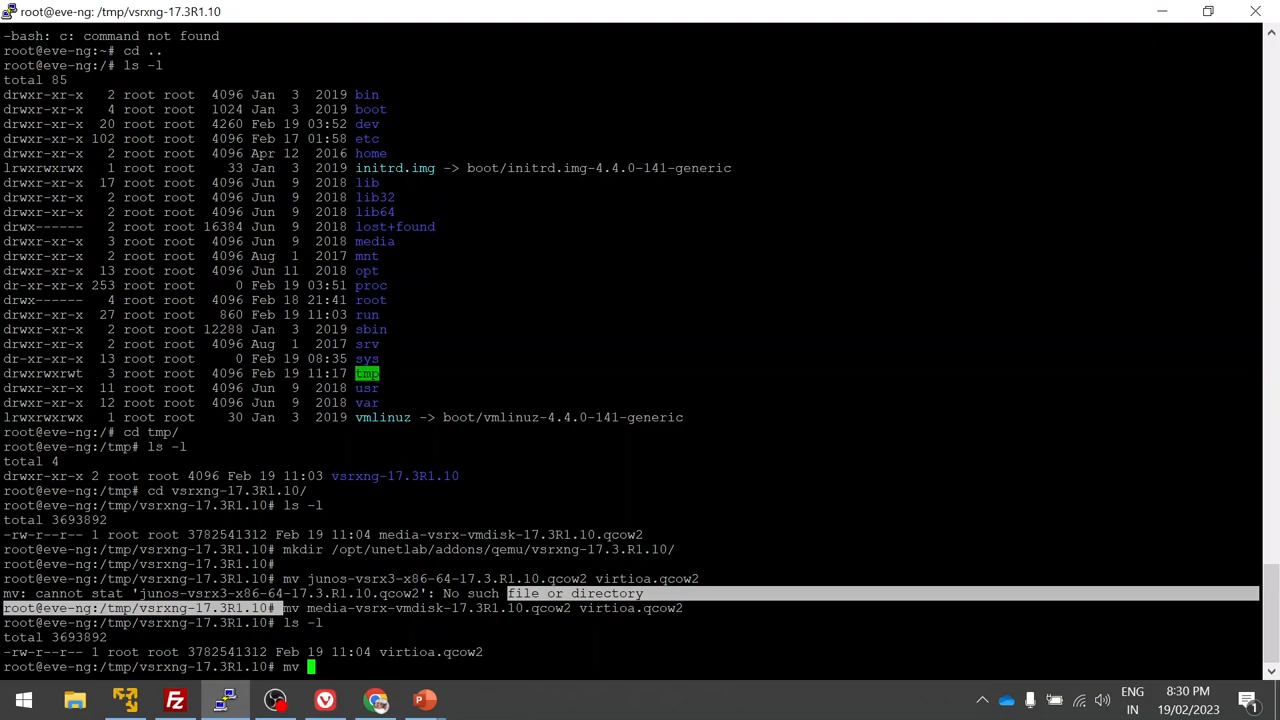 root@eve-ng: /tmp/vsrxng-17.3R1.10
-bash: c: command not found
root@eve-ng:~# cd ..
root@eve-ng:/# ls -l
total 85
drwxr-xr-x   2 root root  4096 Jan  3  2019 bin
drwxr-xr-x   4 root root  1024 Jan  3  2019 boot
drwxr-xr-x  20 root root  4260 Feb 19 03:52 dev
drwxr-xr-x 102 root root  4096 Feb 17 01:58 etc
drwxr-xr-x   2 root root  4096 Apr 12  2016 home
lrwxrwxrwx   1 root root    33 Jan  3  2019 initrd.img -> boot/initrd.img-4.4.0-141-generic
drwxr-xr-x  17 root root  4096 Jun  9  2018 lib
drwxr-xr-x   2 root root  4096 Jun  9  2018 lib32
drwxr-xr-x   2 root root  4096 Jun  9  2018 lib64
drwx------   2 root root 16384 Jun  9  2018 lost+found
drwxr-xr-x   3 root root  4096 Jun  9  2018 media
drwxr-xr-x   2 root root  4096 Aug  1  2017 mnt
drwxr-xr-x  13 root root  4096 Jun 11  2018 opt
dr-xr-xr-x 253 root root     0 Feb 19 03:51 proc
drwx------   4 root root  4096 Feb 18 21:41 root
drwxr-xr-x  27 root root   860 Feb 19 11:03 run
drwxr-xr-x   2 root root 12288 Jan  3  2019 sbin
drwxr-xr-x   2 root root  4096 Aug  1  2017 srv
dr-xr-xr-x  13 root root     0 Feb 19 08:35 sys
drwxrwxrwt   3 root root  4096 Feb 19 11:17 tmp
drwxr-xr-x  11 root root  4096 Jun  9  2018 usr
drwxr-xr-x  12 root root  4096 Jun  9  2018 var
lrwxrwxrwx   1 root root    30 Jan  3  2019 vmlinuz -> boot/vmlinuz-4.4.0-141-generic
root@eve-ng:/# cd tmp/
root@eve-ng:/tmp# ls -l
total 4
drwxr-xr-x 2 root root 4096 Feb 19 11:03 vsrxng-17.3R1.10
root@eve-ng:/tmp# cd vsrxng-17.3R1.10/
root@eve-ng:/tmp/vsrxng-17.3R1.10# ls -l
total 3693892
-rw-r--r-- 1 root root 3782541312 Feb 19 11:04 media-vsrx-vmdisk-17.3R1.10.qcow2
root@eve-ng:/tmp/vsrxng-17.3R1.10# mkdir /opt/unetlab/addons/qemu/vsrxng-17.3.R1.10/
root@eve-ng:/tmp/vsrxng-17.3R1.10#
root@eve-ng:/tmp/vsrxng-17.3R1.10# mv junos-vsrx3-x86-64-17.3.R1.10.qcow2 virtioa.qcow2
mv: cannot stat 'junos-vsrx3-x86-64-17.3.R1.10.qcow2': No such file or directory
root@eve-ng:/tmp/vsrxng-17.3R1.10# mv media-vsrx-vmdisk-17.3R1.10.qcow2 virtioa.qcow2
root@eve-ng:/tmp/vsrxng-17.3R1.10# ls -l
total 3693892
-rw-r--r-- 1 root root 3782541312 Feb 19 11:04 virtioa.qcow2
root@eve-ng:/tmp/vsrxng-17.3R1.10# mv
ENG
IN
8:30 PM
19/02/2023
1